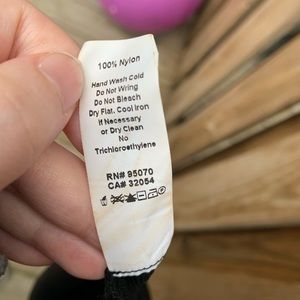 100% Nylon
Hand Wash Cold
Do Not Wring
Do Not Bleach
Dry Flat. Cool Iron
If Necessary
or Dry Clean
No
Trichloroethylene
RN# 95070
CA# 32054